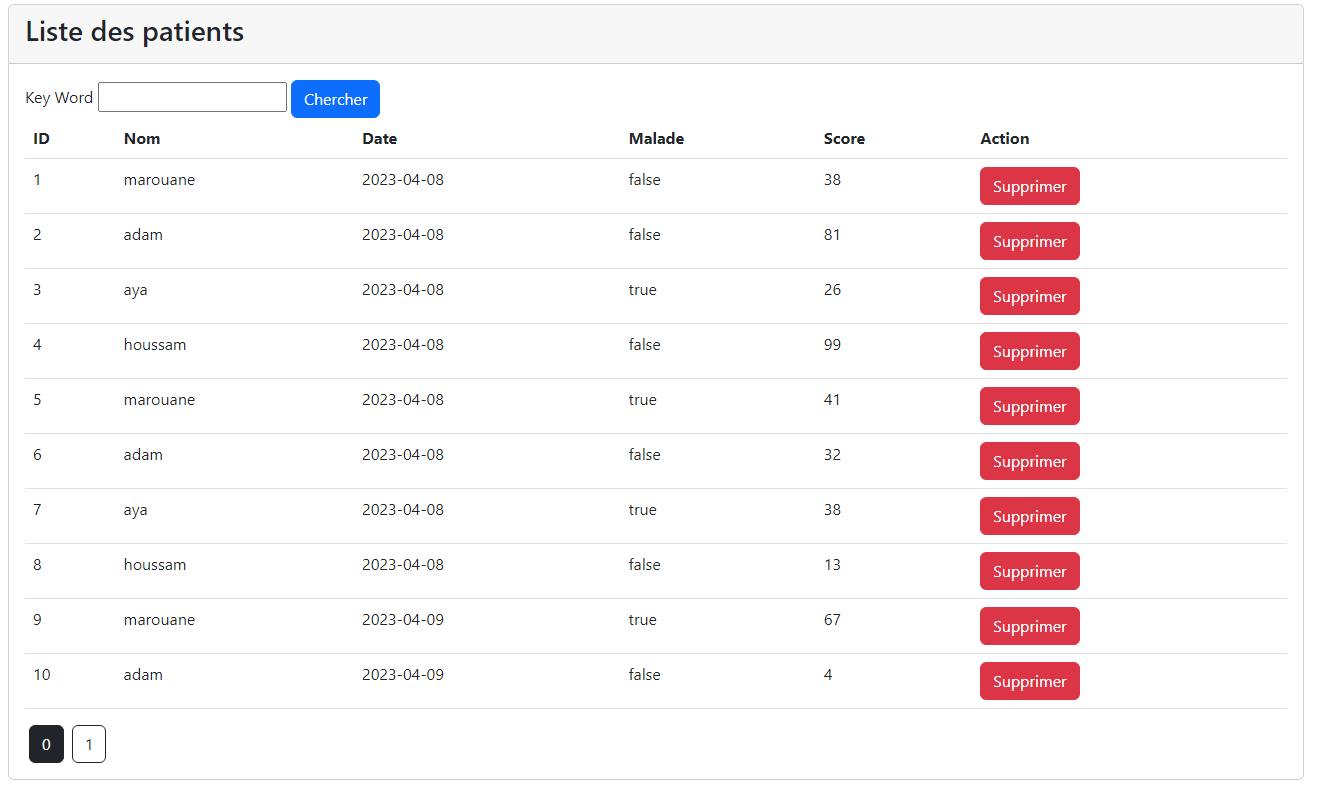 Liste des patients
Key Word Chercher
ID Nom Date Malade Score Action
1 marouane 2023-04-08 false 38 Supprimer
2 adam 2023-04-08 false 81 Supprimer
3 aya 2023-04-08 true 26 Supprimer
4 houssam 2023-04-08 false 99 Supprimer
5 marouane 2023-04-08 true 41 Supprimer
6 adam 2023-04-08 false 32 Supprimer
7 aya 2023-04-08 true 38 Supprimer
8 houssam 2023-04-08 false 13 Supprimer
9 marouane 2023-04-09 true 67 Supprimer
10 adam 2023-04-09 false 4 Supprimer
0 1